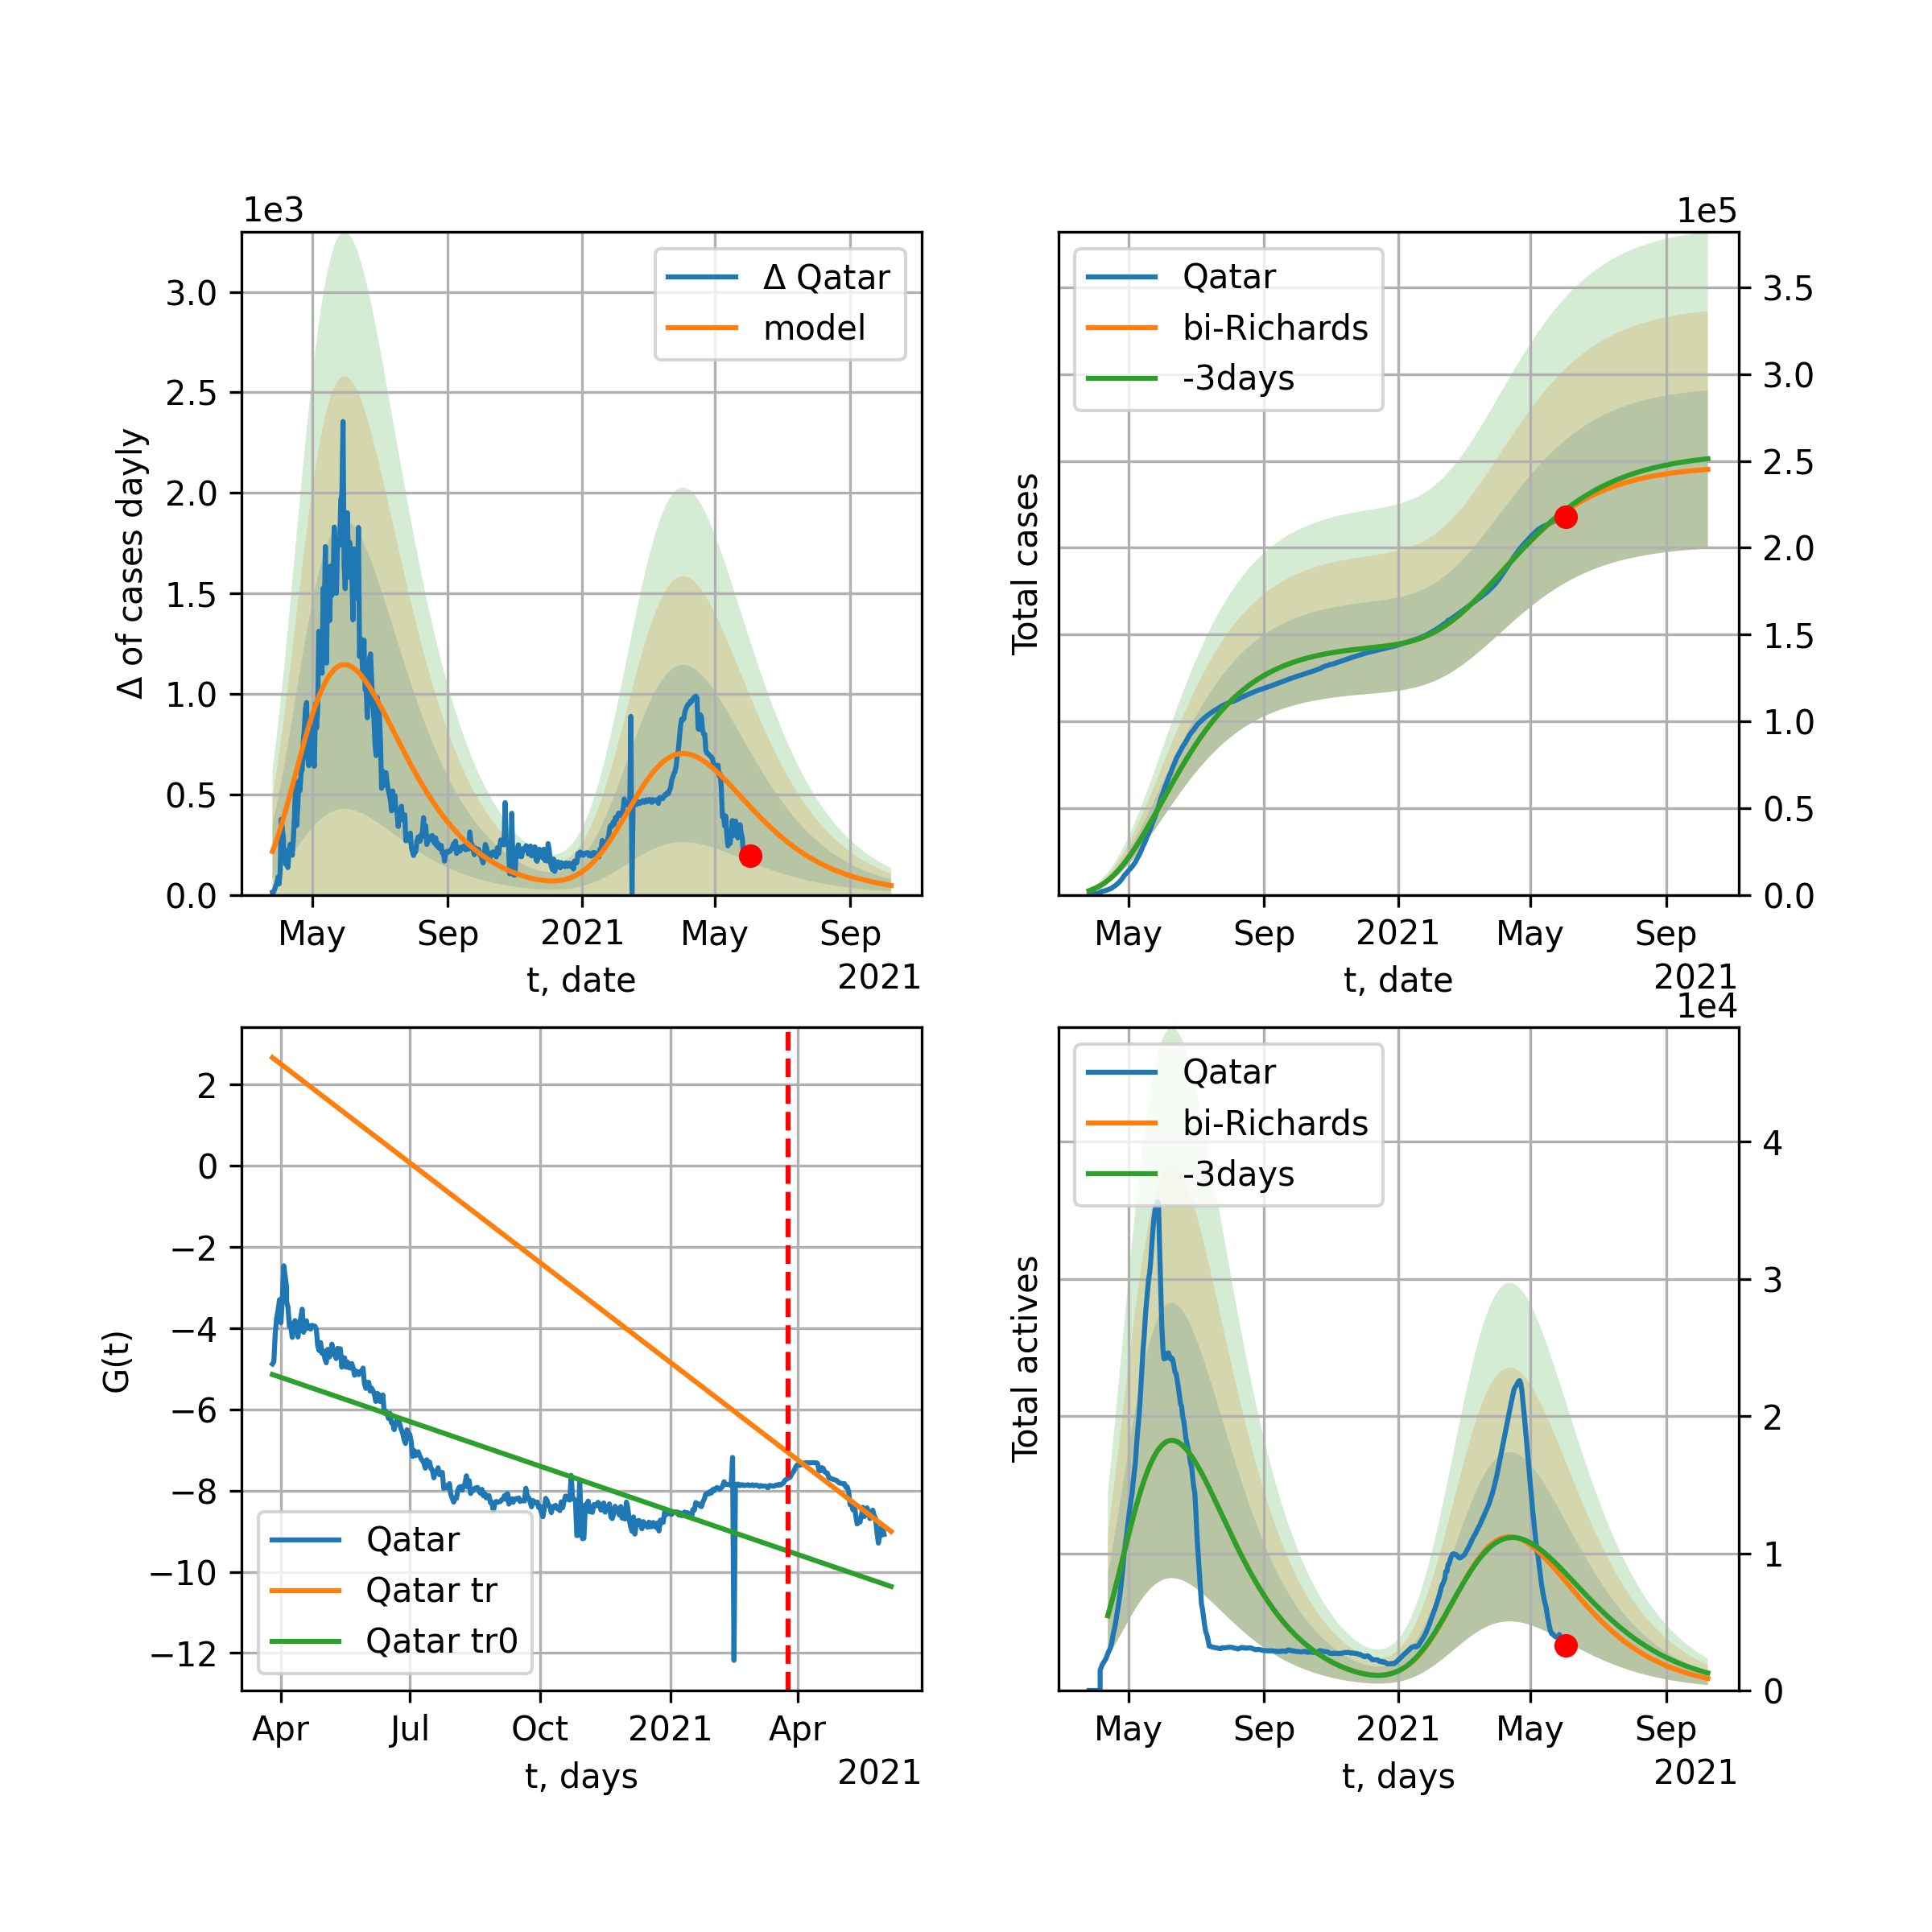 1e3
Δ of cases dayly
3.0
2.5
2.0
1.5
1.0
0.5
0.0
Δ Qatar
model
May Sep 2021 May Sep
t, date
2021
1e5
Total cases
Qatar
bi-Richards
-3days
3.5
3.0
2.5
2.0
1.5
1.0
0.5
0.0
May Sep 2021 May Sep
t, date
2021
G(t)
2
0
−2
−4
−6
−8
−10
−12
Qatar
Qatar tr
Qatar tr0
Apr Jul Oct 2021 Apr
t, days
2021
1e4
Total actives
Qatar
bi-Richards
-3days
4
3
2
1
0
May Sep 2021 May Sep
t, days
2021